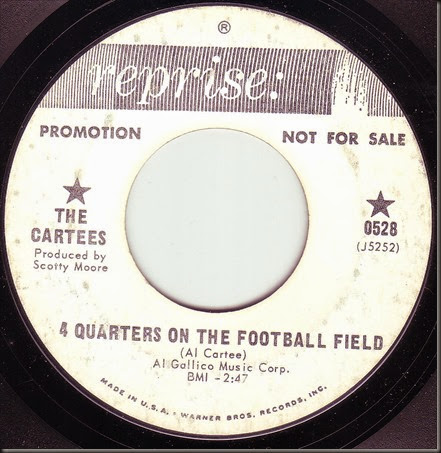 ®
reprise:
PROMOTION NOT FOR SALE
THE
CARTEES
Produced by
Scotty Moore
0528
(J5252)
4 QUARTERS ON THE FOOTBALL FIELD
(Al Cartee)
Al Gallico Music Corp.
BMI - 2:47
MADE IN U.S.A. • WARNER BROS. RECORDS, INC.